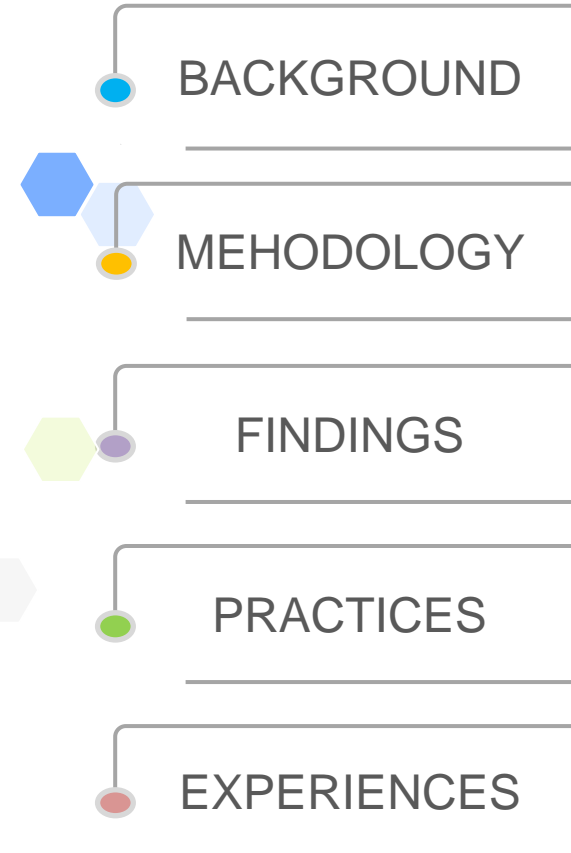 BACKGROUND
MEHODOLOGY
FINDINGS
PRACTICES
EXPERIENCES